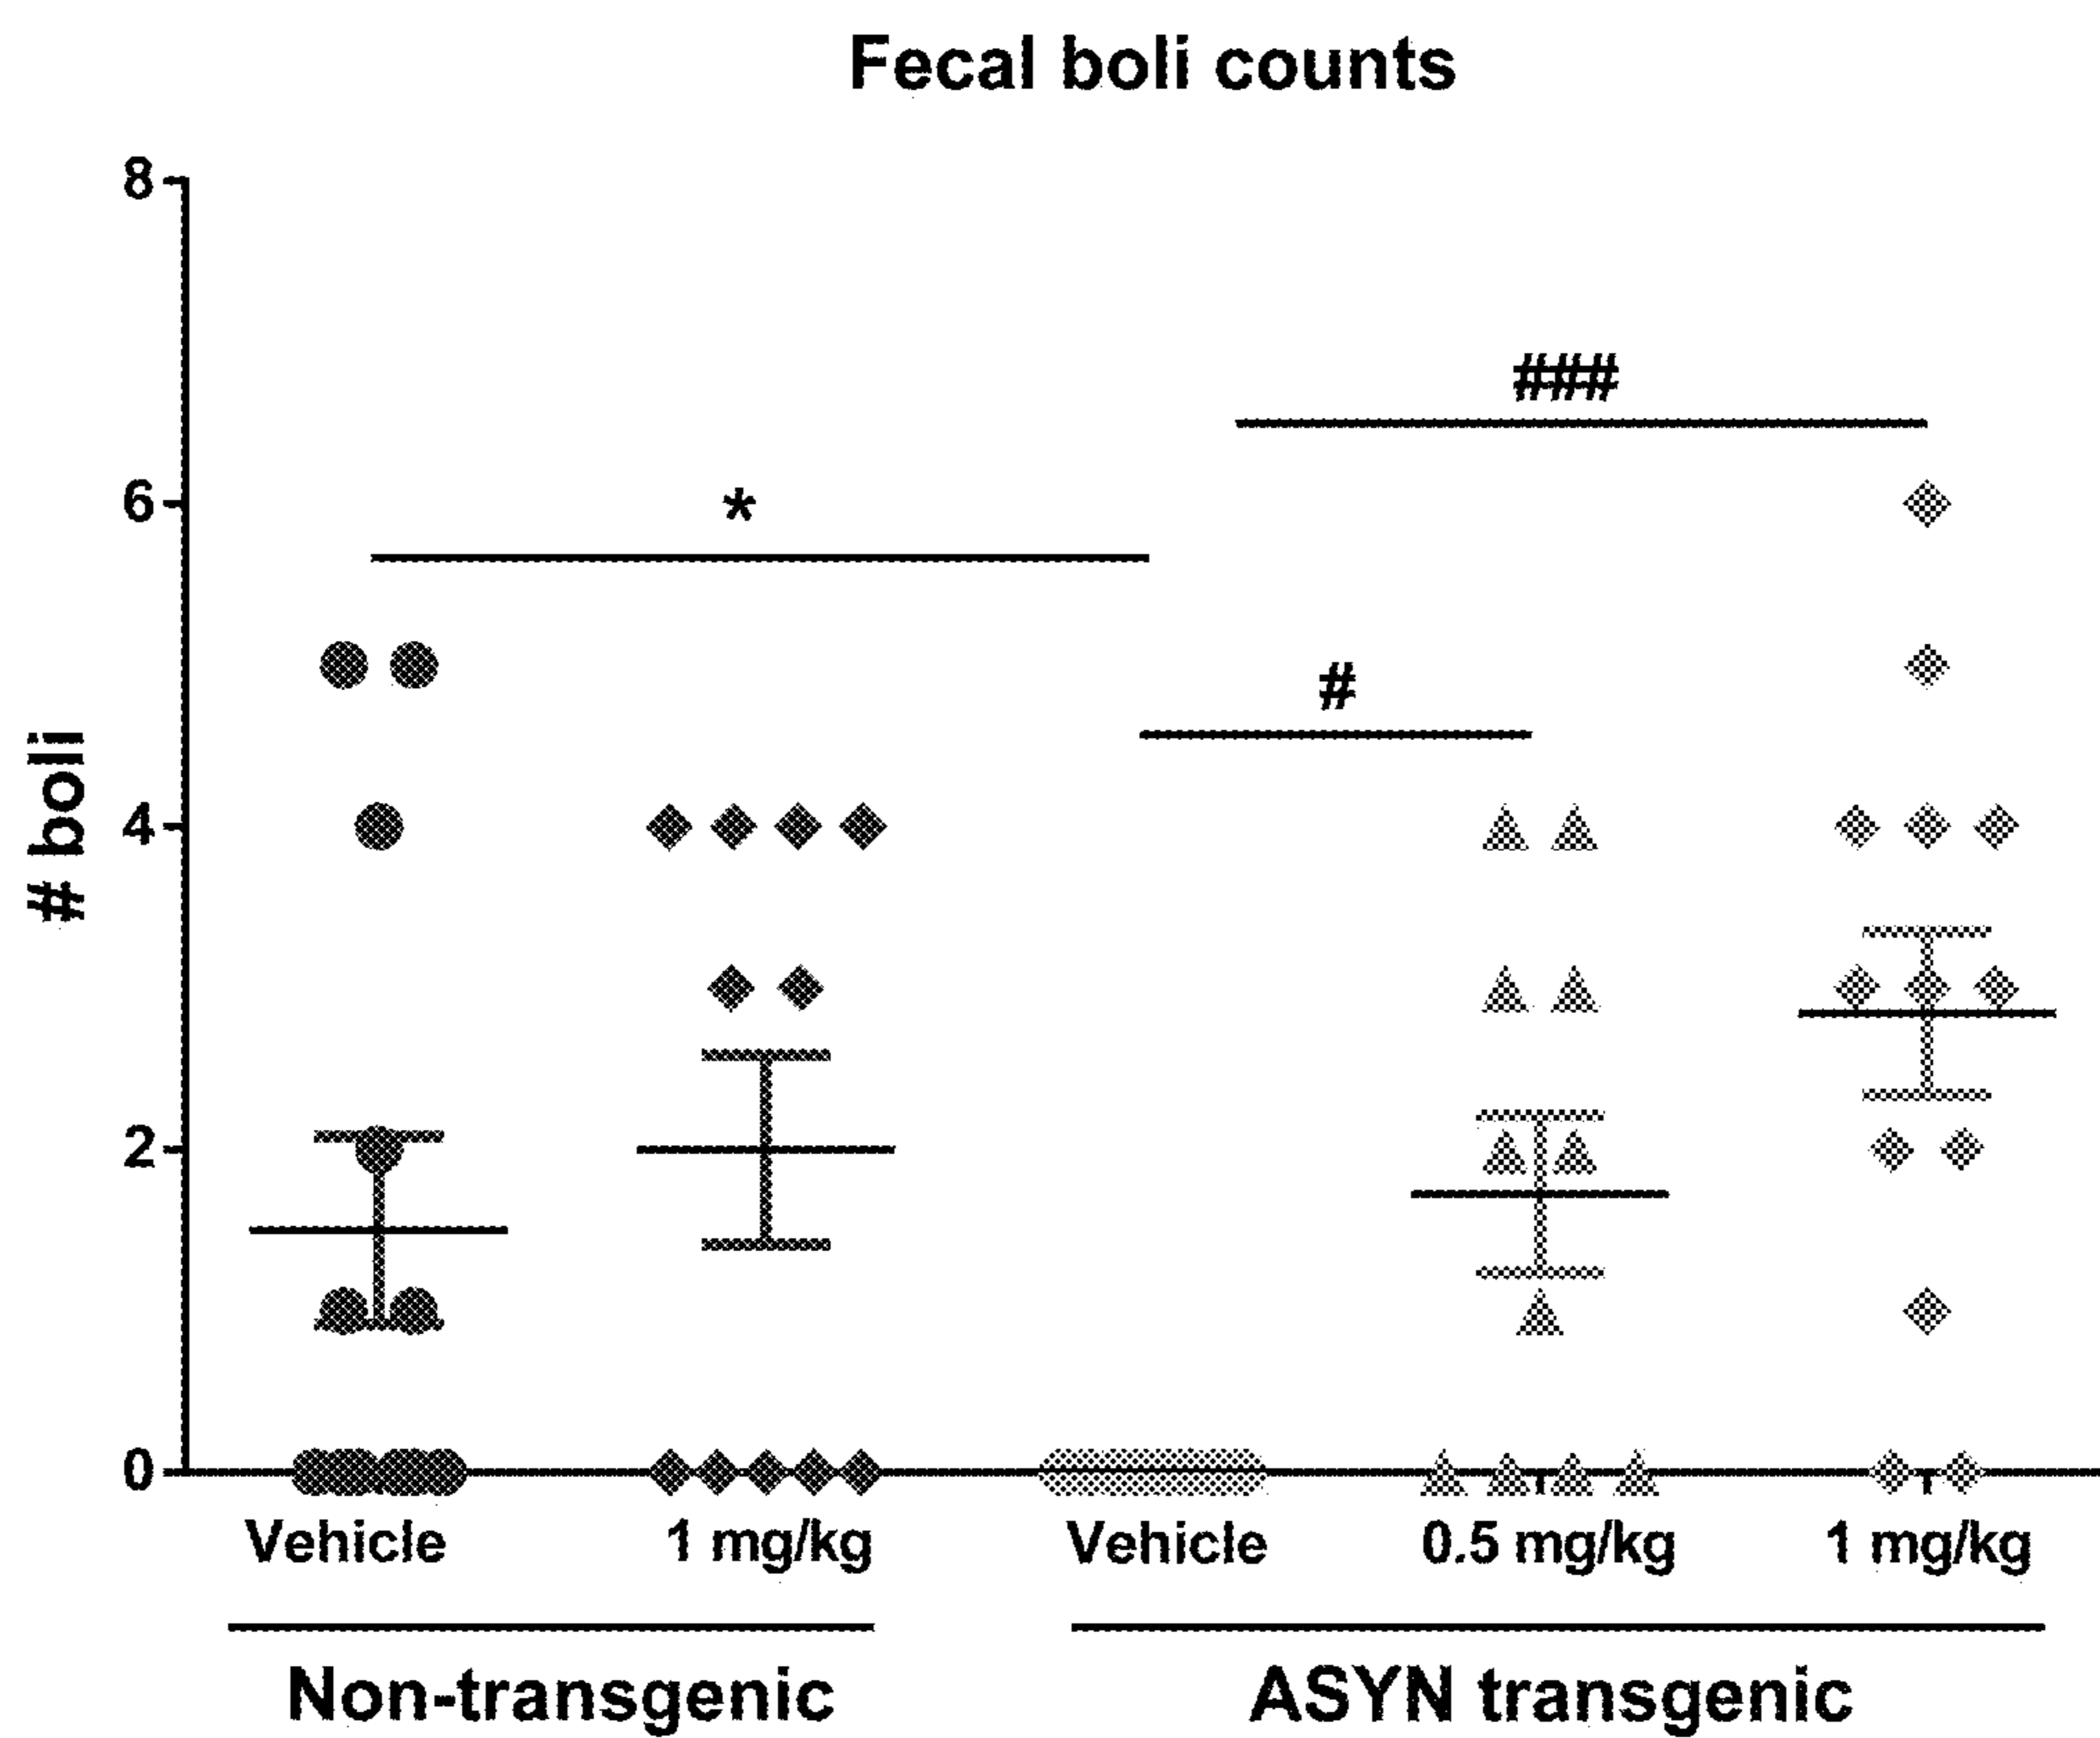 Fecal boli counts
8
###
6
*
#
# boli
4
2
0
Vehicle 1 mg/kg Vehicle 0.5 mg/kg 1 mg/kg
Non-transgenic ASYN transgenic